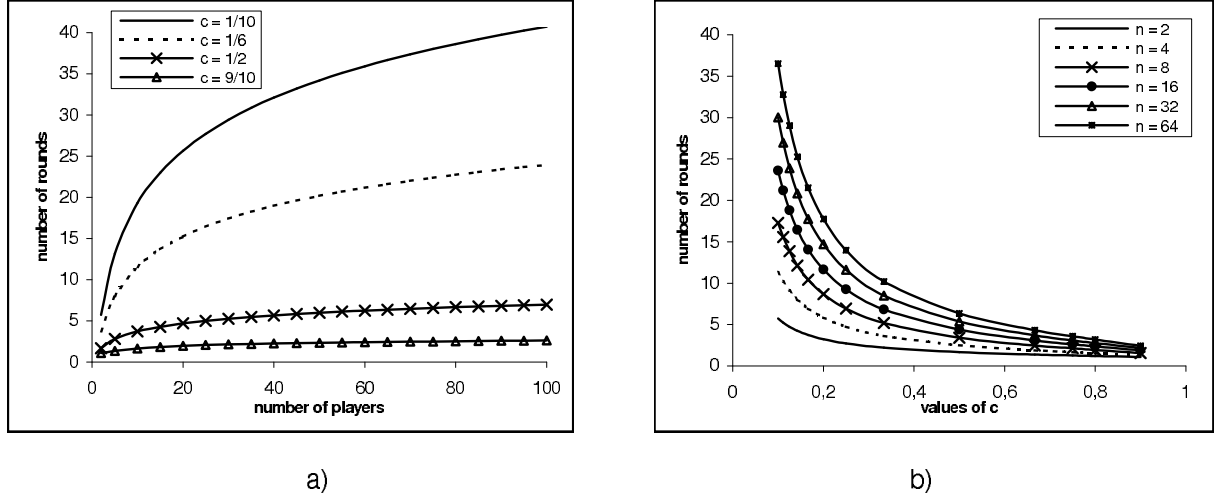 c = 1/10
c = 1/6
c = 1/2
c = 9/10
number of rounds
40
35
30
25
20
15
10
5
0
0
20
40
60
80
100
number of players
a)
n = 2
n = 4
n = 8
n = 16
n = 32
n = 64
number of rounds
40
35
30
25
20
15
10
5
0
0
0,2
0,4
0,6
0,8
1
values of c
b)